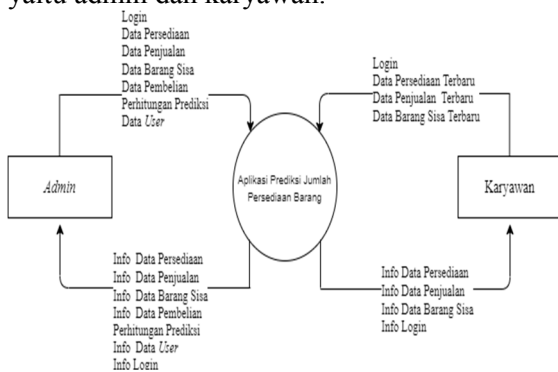 yaitu admin dan karyawan.
Login
Data Persediaan
Data Penjualan
Data Barang Sisa
Data Pembelian
Perhitungan Prediksi
Data User
Login
Data Persediaan Terbaru
Data Penjualan Terbaru
Data Barang Sisa Terbaru
Admin
Aplikasi Prediksi Jumlah
Persediaan Barang
Karyawan
Info Data Persediaan
Info Data Penjualan
Info Data Barang Sisa
Info Data Pembelian
Perhitungan Prediksi
Info Data User
Info Login
Info Data Persediaan
Info Data Penjualan
Info Data Barang Sisa
Info Login